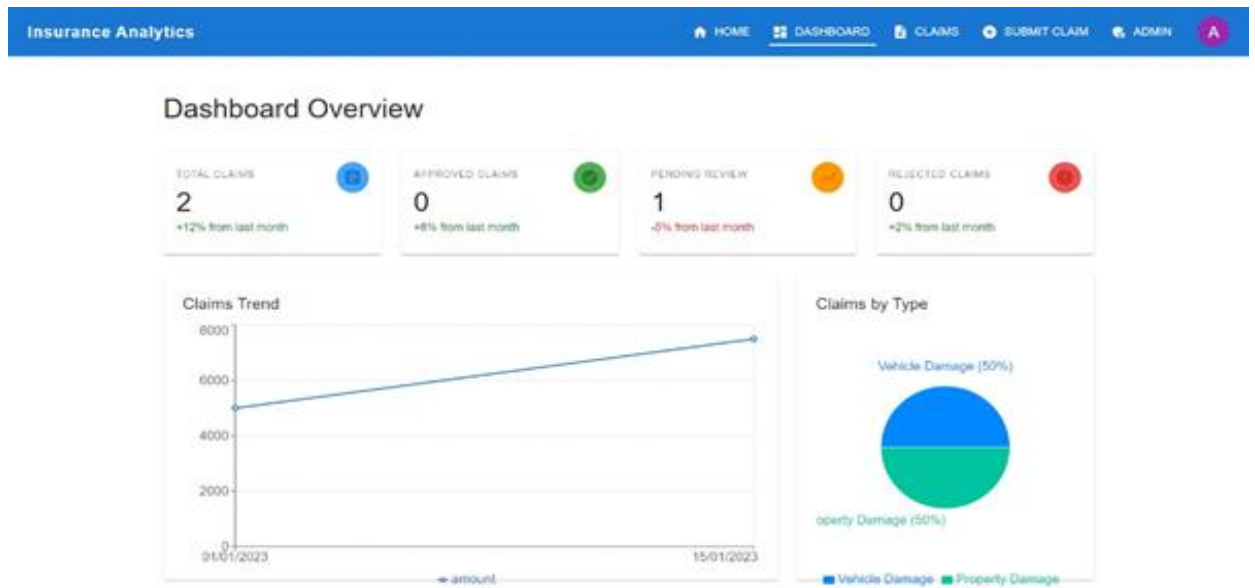 Insurance Analytics
HOME DASHBOARD CLAIMS SUBMIT CLAIM ADMIN A
Dashboard Overview
TOTAL CLAIMS
2
+12% from last month
APPROVED CLAIMS
0
+8% from last month
PENDING REVIEW
1
-5% from last month
REJECTED CLAIMS
0
+2% from last month
Claims Trend
8000
6000
4000
2000
0
01/01/2023 15/01/2023
amount
Claims by Type
Vehicle Damage (50%)
operty Damage (50%)
Vehicle Damage Property Damage